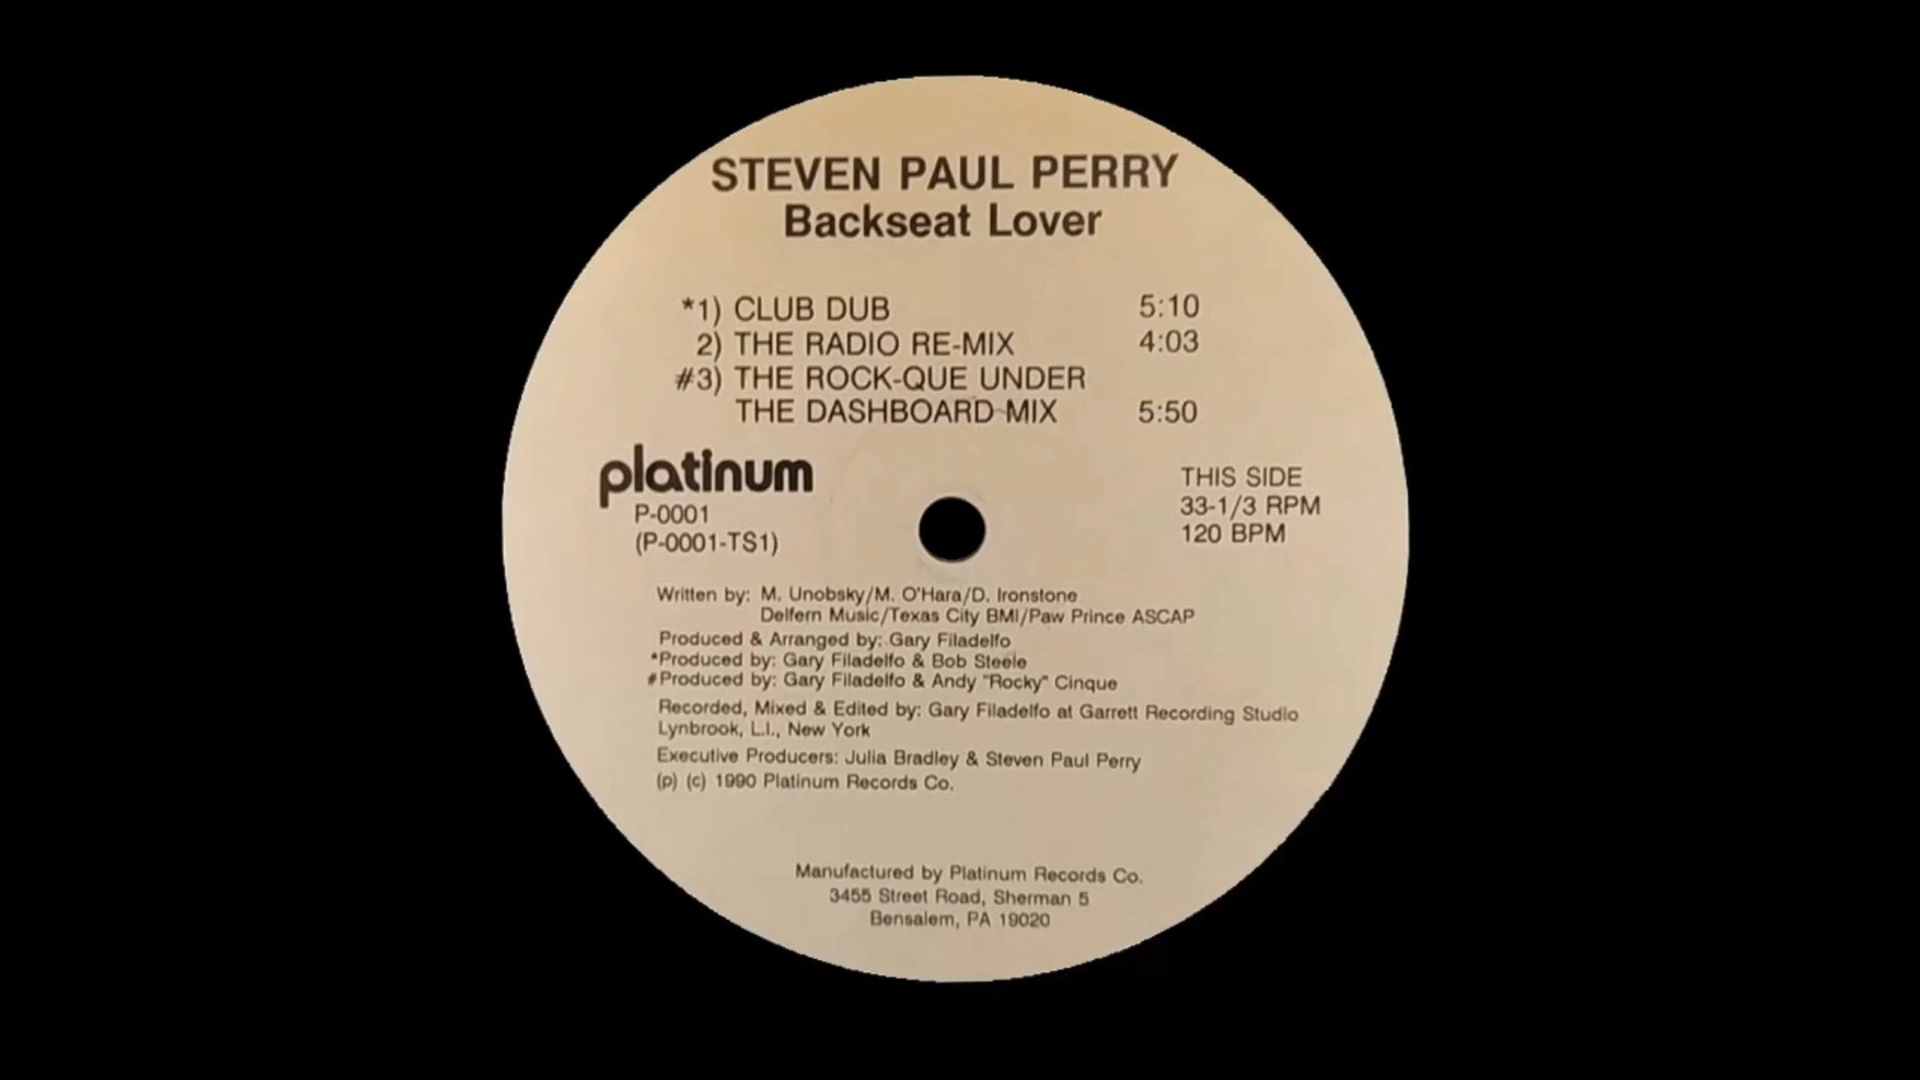 STEVEN PAUL PERRY
Backseat Lover
*1) CLUB DUB 5:10
2) THE RADIO RE-MIX 4:03
#3) THE ROCK-QUE UNDER
THE DASHBOARD MIX 5:50
platinum
P-0001
(P-0001-TS1)
THIS SIDE
33-1/3 RPM
120 BPM
Written by: M. Unobsky/M. O'Hara/D. Ironstone
Delfern Music/Texas City BMI/Paw Prince ASCAP
Produced & Arranged by: Gary Filadelfo
*Produced by: Gary Filadelfo & Bob Steele
#Produced by: Gary Filadelfo & Andy "Rocky" Cinque
Recorded, Mixed & Edited by: Gary Filadelfo at Garrett Recording Studio
Lynbrook, L.I., New York
Executive Producers: Julia Bradley & Steven Paul Perry
(p) (c) 1990 Platinum Records Co.
Manufactured by Platinum Records Co.
3455 Street Road, Sherman 5
Bensalem, PA 19020